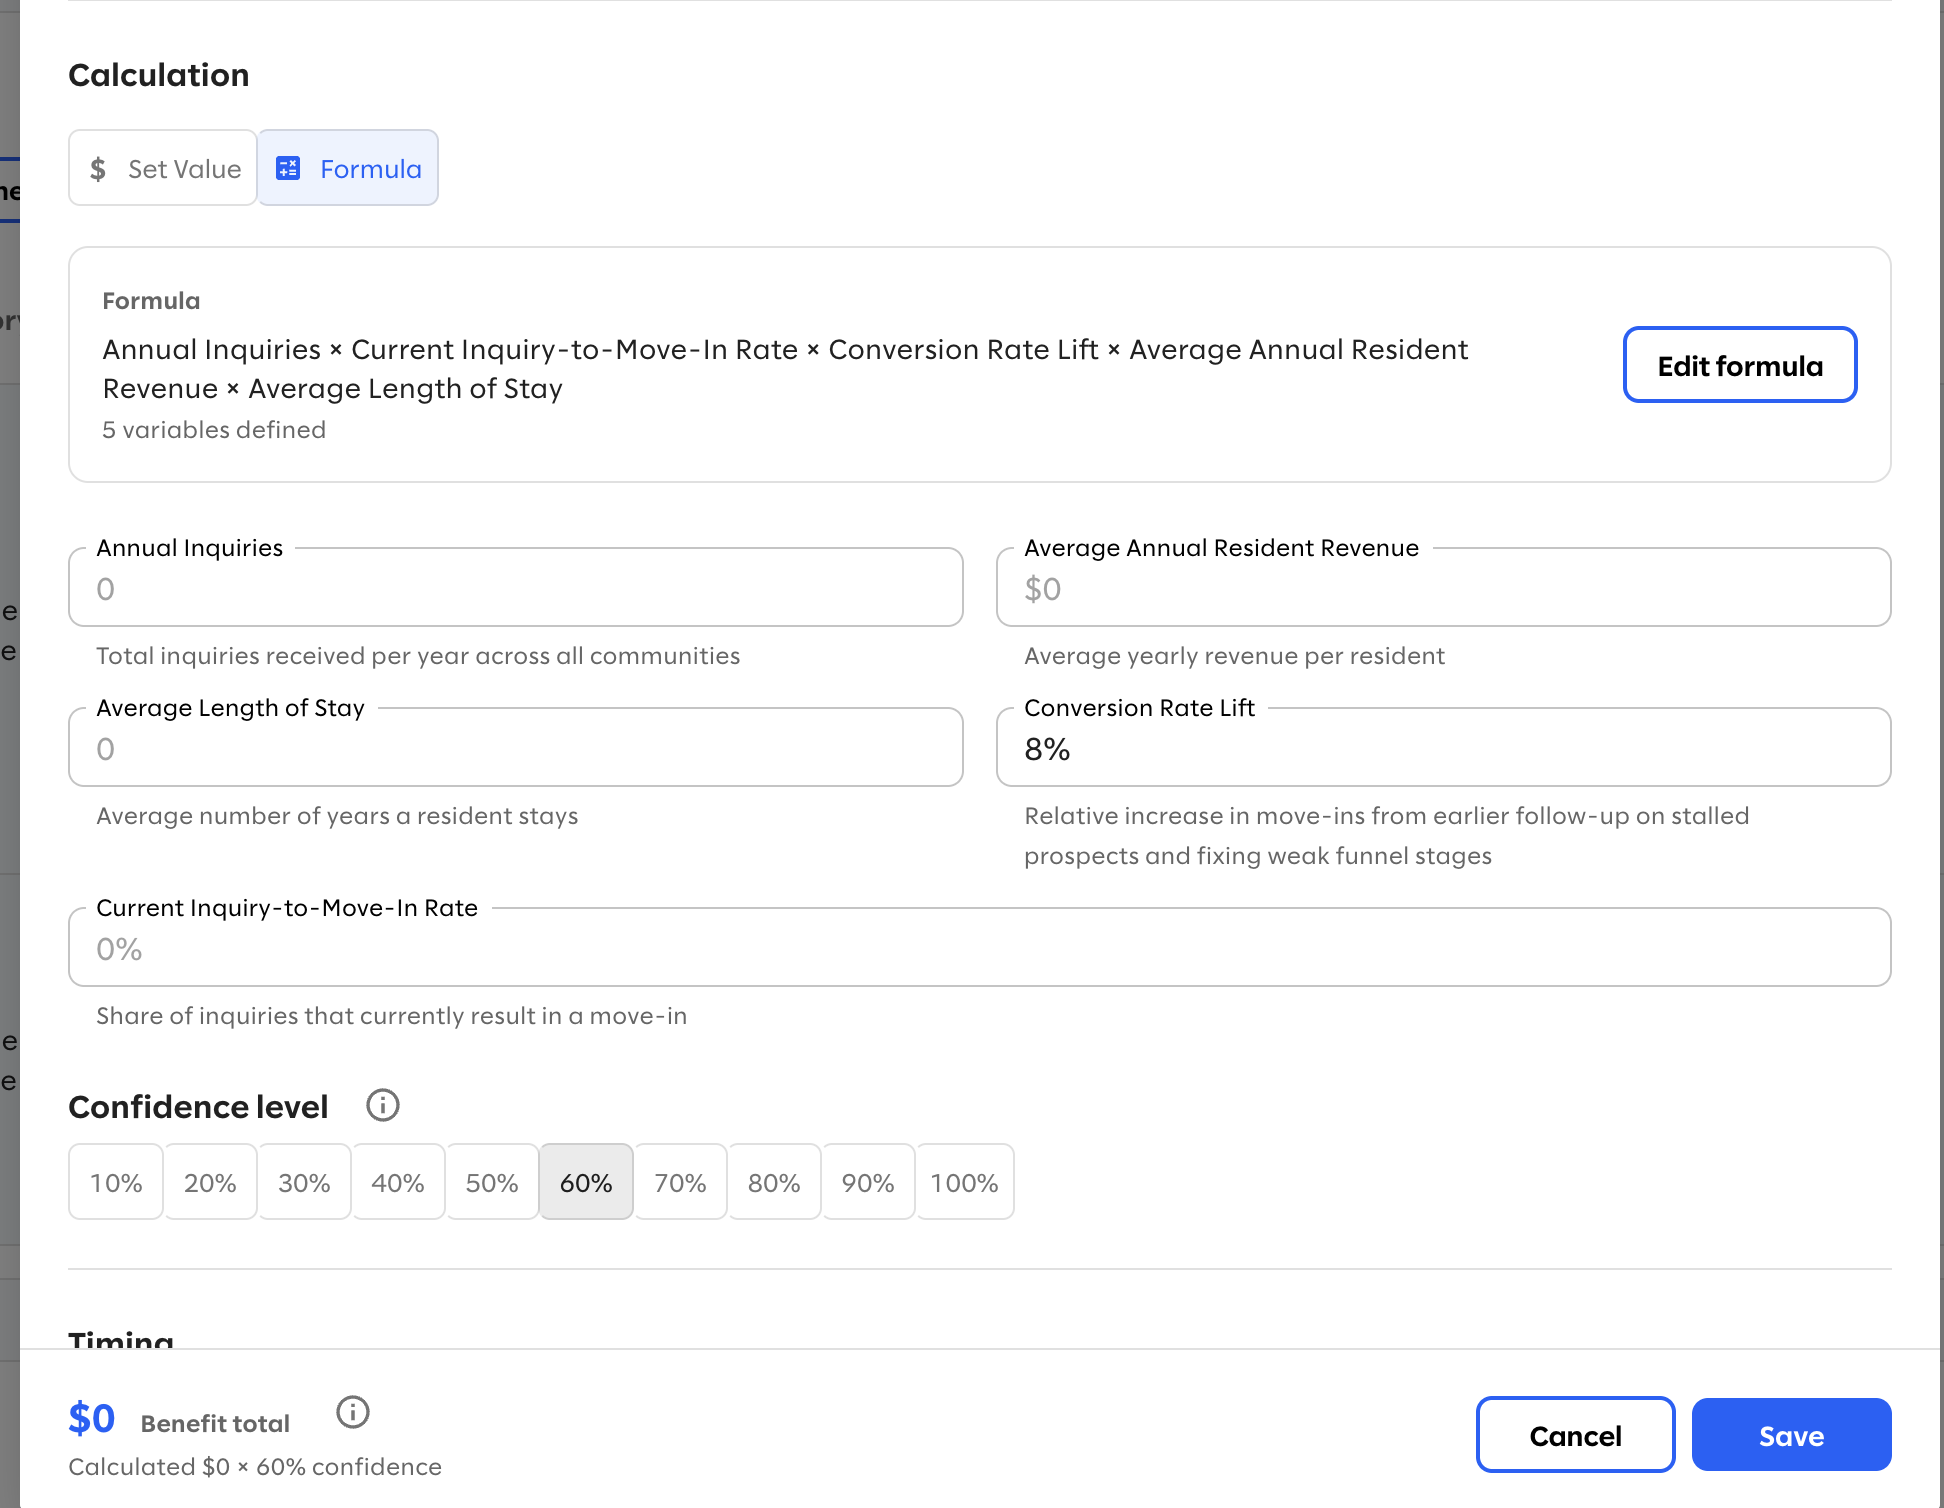 Calculation
$ Set Value
Formula
Formula
Annual Inquiries × Current Inquiry-to-Move-In Rate × Conversion Rate Lift × Average Annual Resident
Revenue × Average Length of Stay
5 variables defined
Edit formula
Annual Inquiries
0
Total inquiries received per year across all communities
Average Annual Resident Revenue
$0
Average yearly revenue per resident
Average Length of Stay
0
Average number of years a resident stays
Conversion Rate Lift
8%
Relative increase in move-ins from earlier follow-up on stalled
prospects and fixing weak funnel stages
Current Inquiry-to-Move-In Rate
0%
Share of inquiries that currently result in a move-in
Confidence level
10% 20% 30% 40% 50% 60% 70% 80% 90% 100%
Timing
$0 Benefit total
Calculated $0 × 60% confidence
Cancel
Save